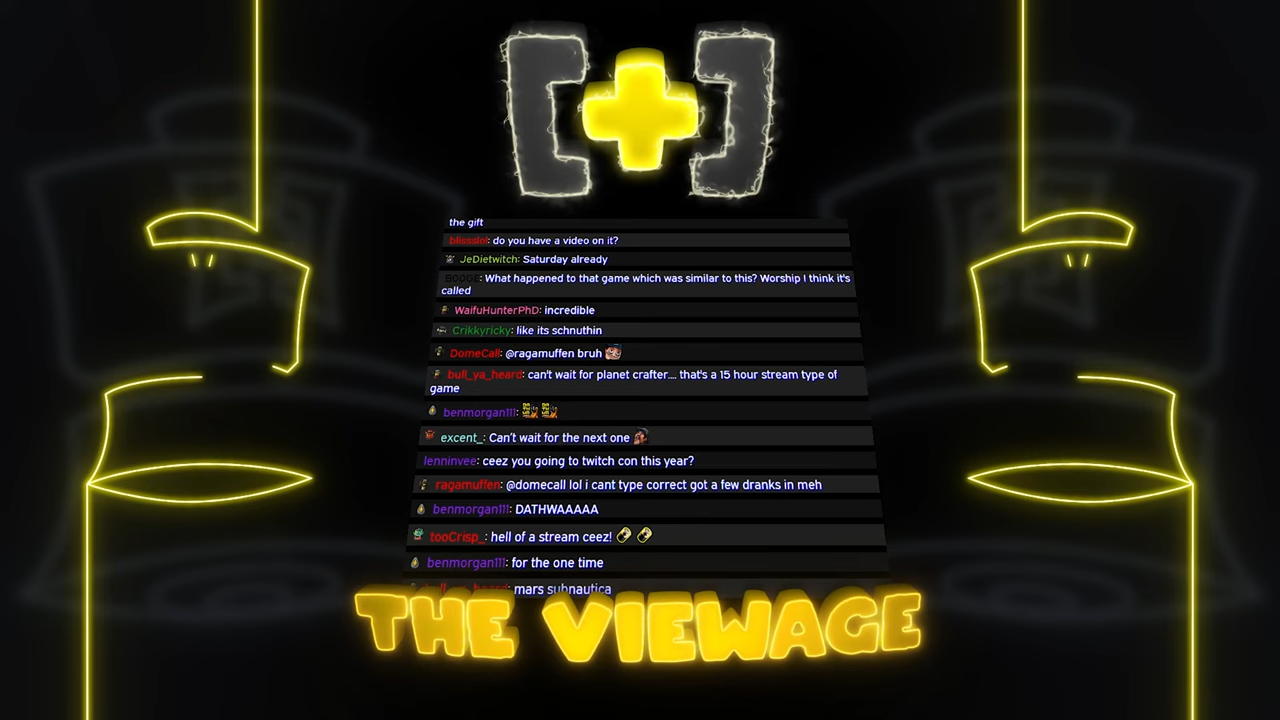 the gift
blissslol: do you have a video on it?
JeDietwitch: Saturday already
BOOGE: What happened to that game which was similar to this? Worship I think it's
called
WaifuHunterPhD: incredible
Crikkyricky: like its schnuthin
DomeCall: @ragamuffen bruh
bull_ya_heard: can't wait for planet crafter.... that's a 15 hour stream type of
game
benmorgan111:
excent_: Can't wait for the next one
lenninvee: ceez you going to twitch con this year?
ragamuffen: @domecall lol i cant type correct got a few dranks in meh
benmorgan111: DATHWAAAAA
tooCrisp_: hell of a stream ceez!
benmorgan111: for the one time
bull_ya_heard: mars subnautica
THE VIEWAGE